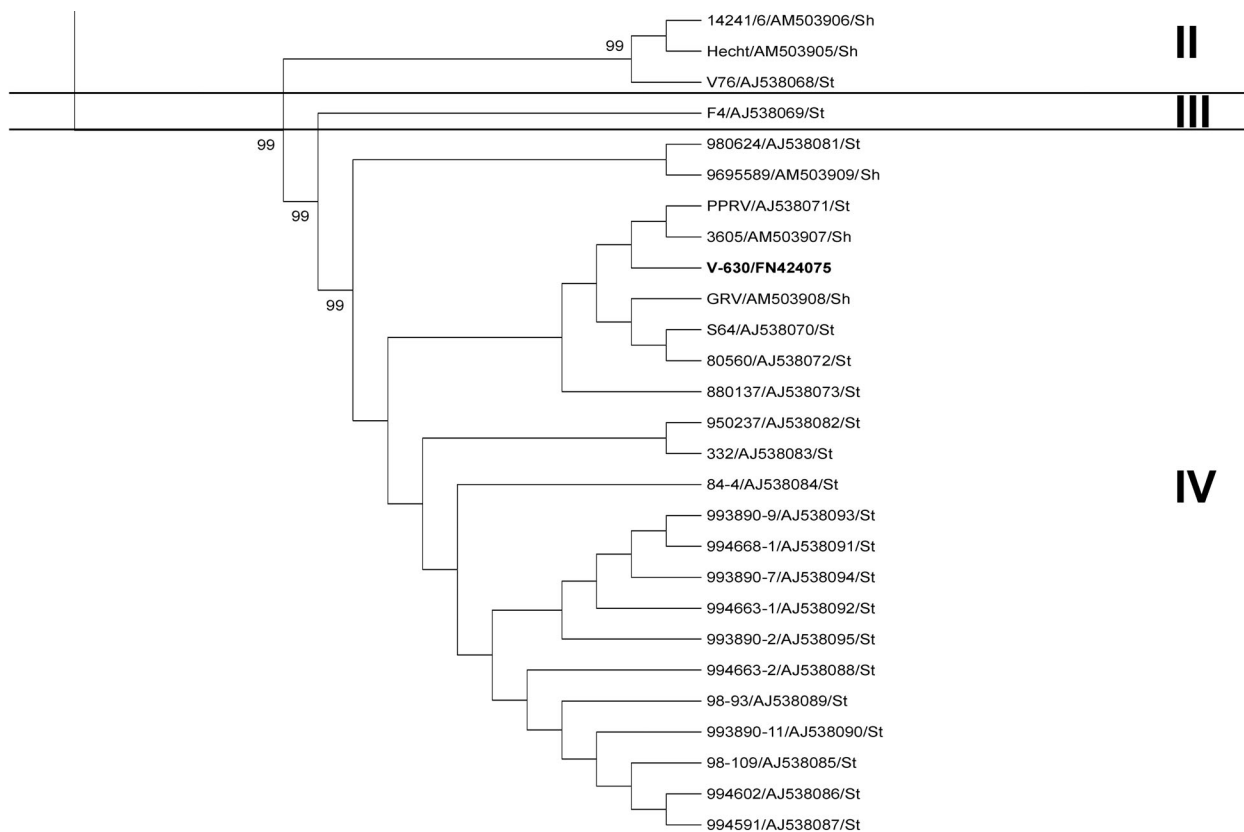 14241/6/AM503906/Sh
99
II
Hecht/AM503905/Sh
V76/AJ538068/St
F4/AJ538069/St
III
99
980624/AJ538081/St
9695589/AM503909/Sh
PPRV/AJ538071/St
99
3605/AM503907/Sh
V-630/FN424075
GRV/AM503908/Sh
99
S64/AJ538070/St
80560/AJ538072/St
880137/AJ538073/St
950237/AJ538082/St
332/AJ538083/St
84-4/AJ538084/St
IV
993890-9/AJ538093/St
994668-1/AJ538091/St
993890-7/AJ538094/St
994663-1/AJ538092/St
993890-2/AJ538095/St
994663-2/AJ538088/St
98-93/AJ538089/St
993890-11/AJ538090/St
98-109/AJ538085/St
994602/AJ538086/St
994591/AJ538087/St